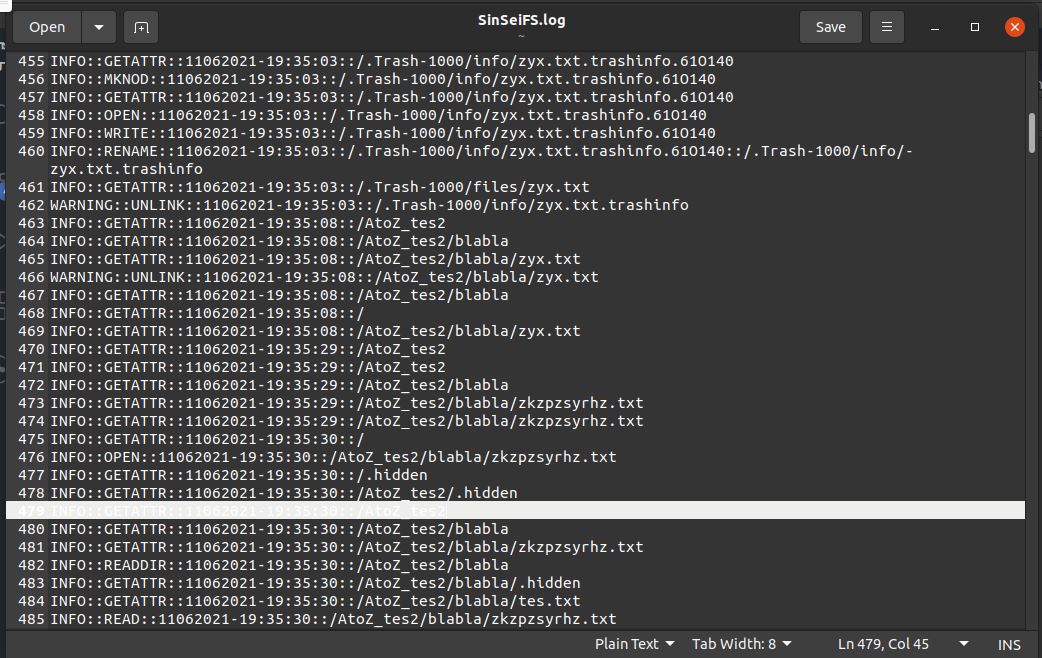 Open
SinSeiFS.log
~
Save
455 INFO::GETATTR::11062021-19:35:03::/.Trash-1000/info/zyx.txt.trashinfo.61O140
456 INFO::MKNOD::11062021-19:35:03::/.Trash-1000/info/zyx.txt.trashinfo.61O140
457 INFO::GETATTR::11062021-19:35:03::/.Trash-1000/info/zyx.txt.trashinfo.61O140
458 INFO::OPEN::11062021-19:35:03::/.Trash-1000/info/zyx.txt.trashinfo.61O140
459 INFO::WRITE::11062021-19:35:03::/.Trash-1000/info/zyx.txt.trashinfo.61O140
460 INFO::RENAME::11062021-19:35:03::/.Trash-1000/info/zyx.txt.trashinfo.61O140::/.Trash-1000/info/-
zyx.txt.trashinfo
461 INFO::GETATTR::11062021-19:35:03::/.Trash-1000/files/zyx.txt
462 WARNING::UNLINK::11062021-19:35:03::/.Trash-1000/info/zyx.txt.trashinfo
463 INFO::GETATTR::11062021-19:35:08::/AtoZ_tes2
464 INFO::GETATTR::11062021-19:35:08::/AtoZ_tes2/blabla
465 INFO::GETATTR::11062021-19:35:08::/AtoZ_tes2/blabla/zyx.txt
466 WARNING::UNLINK::11062021-19:35:08::/AtoZ_tes2/blabla/zyx.txt
467 INFO::GETATTR::11062021-19:35:08::/AtoZ_tes2/blabla
468 INFO::GETATTR::11062021-19:35:08::/
469 INFO::GETATTR::11062021-19:35:08::/AtoZ_tes2/blabla/zyx.txt
470 INFO::GETATTR::11062021-19:35:29::/AtoZ_tes2
471 INFO::GETATTR::11062021-19:35:29::/AtoZ_tes2
472 INFO::GETATTR::11062021-19:35:29::/AtoZ_tes2/blabla
473 INFO::GETATTR::11062021-19:35:29::/AtoZ_tes2/blabla/zkzpzsyrhz.txt
474 INFO::GETATTR::11062021-19:35:29::/AtoZ_tes2/blabla/zkzpzsyrhz.txt
475 INFO::GETATTR::11062021-19:35:30::/
476 INFO::OPEN::11062021-19:35:30::/AtoZ_tes2/blabla/zkzpzsyrhz.txt
477 INFO::GETATTR::11062021-19:35:30::/.hidden
478 INFO::GETATTR::11062021-19:35:30::/AtoZ_tes2/.hidden
479 INFO::GETATTR::11062021-19:35:30::/AtoZ_tes2
480 INFO::GETATTR::11062021-19:35:30::/AtoZ_tes2/blabla
481 INFO::GETATTR::11062021-19:35:30::/AtoZ_tes2/blabla/zkzpzsyrhz.txt
482 INFO::READDIR::11062021-19:35:30::/AtoZ_tes2/blabla
483 INFO::GETATTR::11062021-19:35:30::/AtoZ_tes2/blabla/.hidden
484 INFO::GETATTR::11062021-19:35:30::/AtoZ_tes2/blabla/tes.txt
485 INFO::READ::11062021-19:35:30::/AtoZ_tes2/blabla/zkzpzsyrhz.txt
Plain Text Tab Width: 8 Ln 479, Col 45 INS